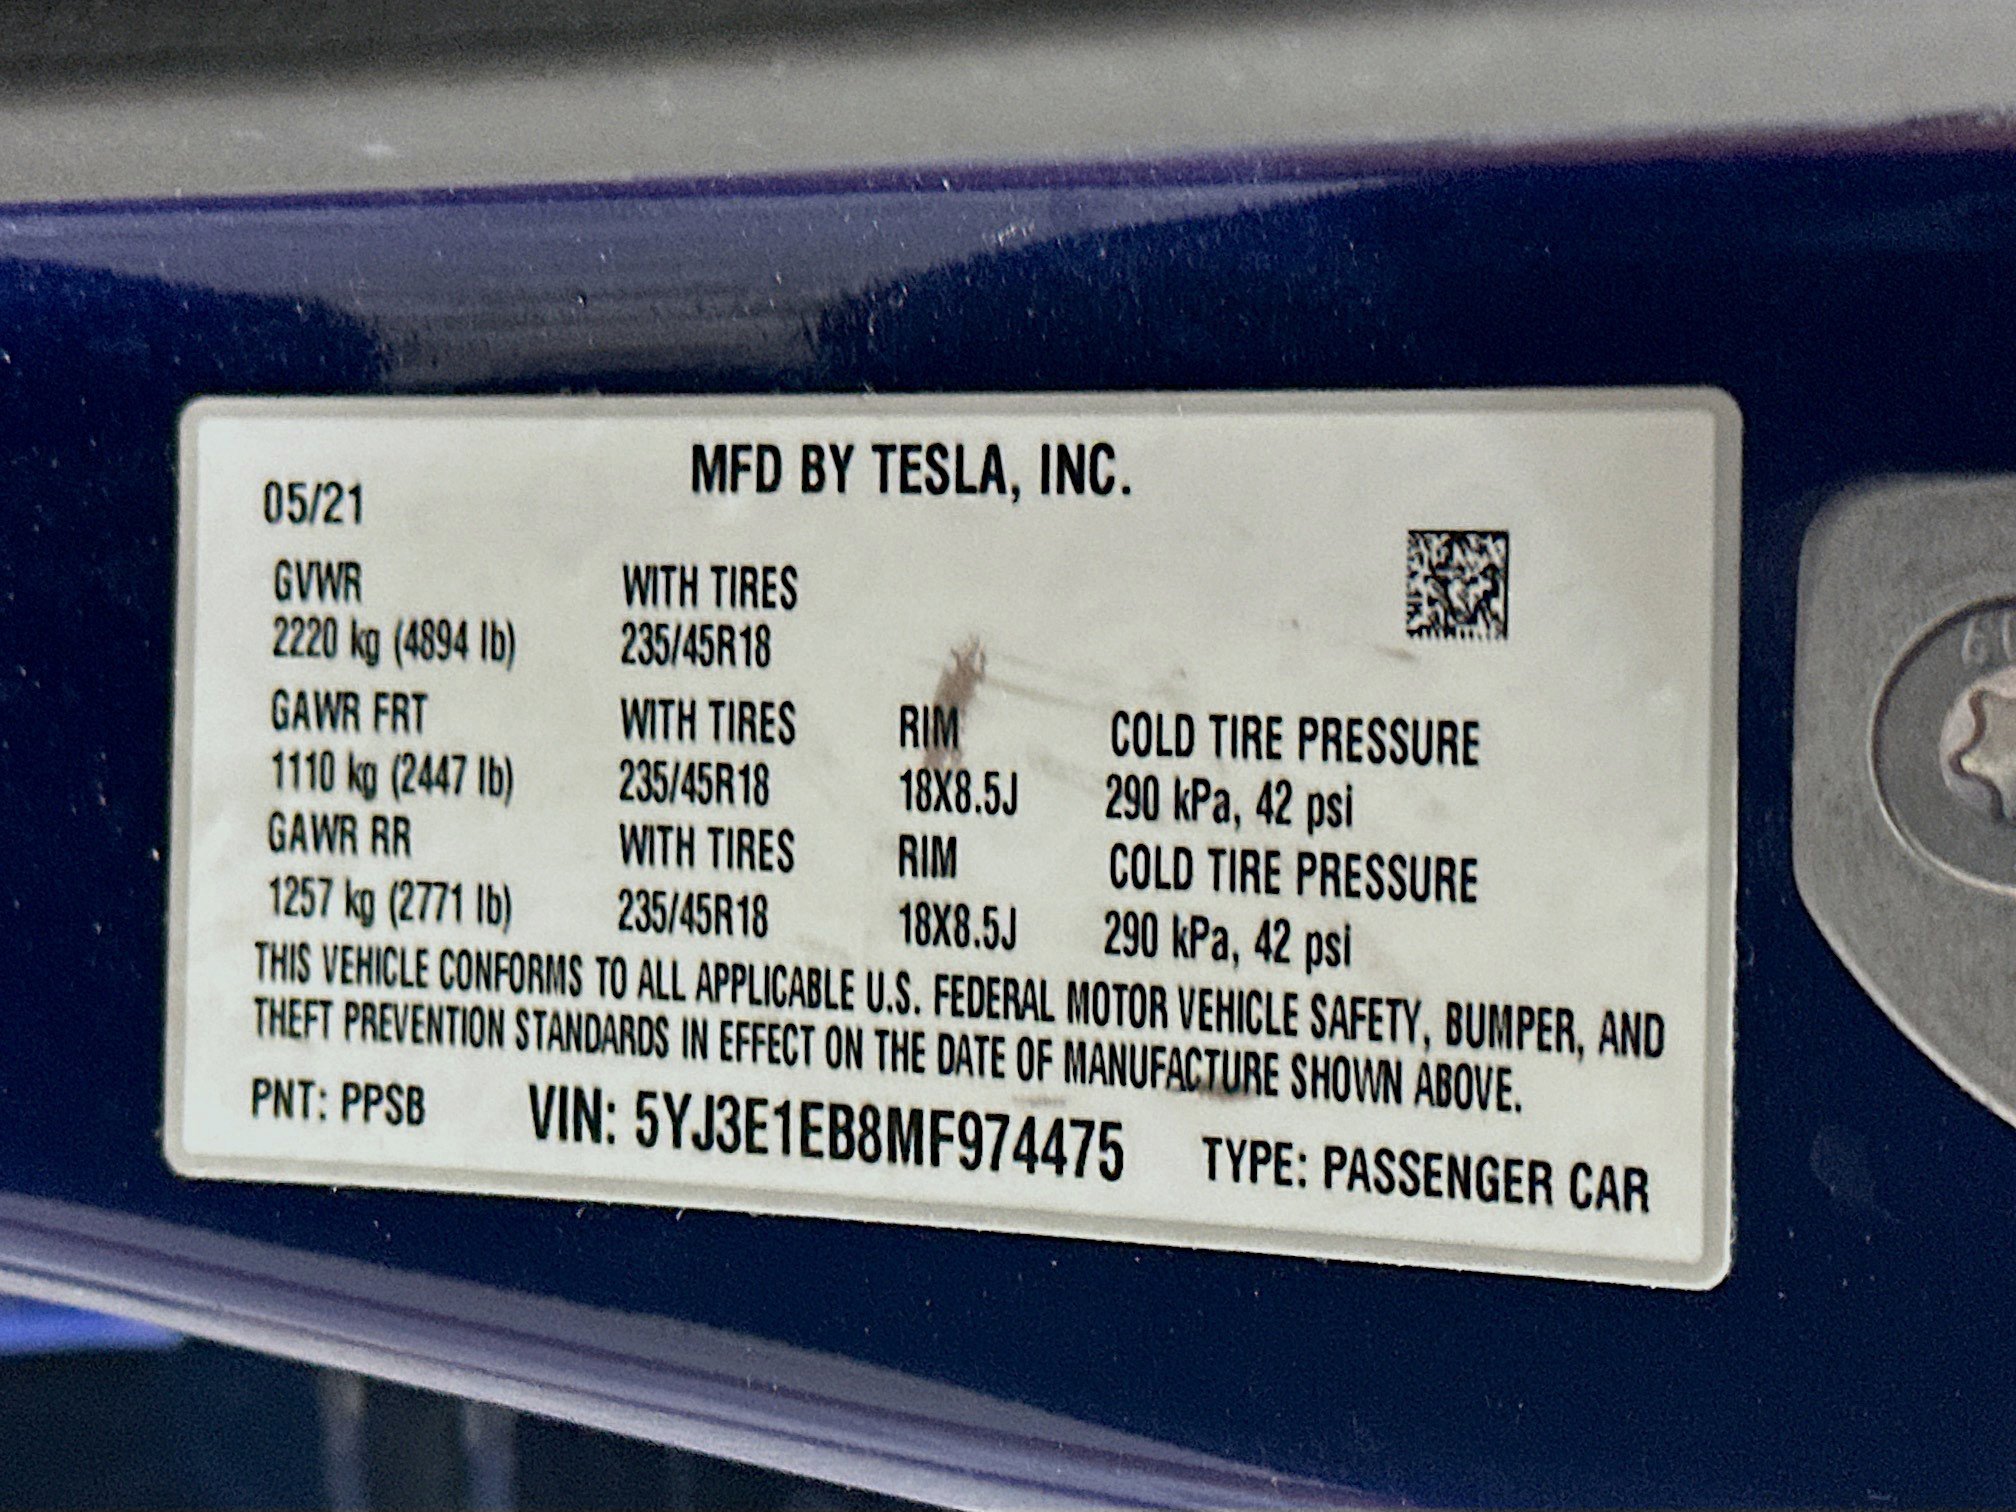 MFD BY TESLA, INC.
05/21
GVWR WITH TIRES
2220 kg (4894 lb) 235/45R18
GAWR FRT WITH TIRES RIM COLD TIRE PRESSURE
1110 kg (2447 lb) 235/45R18 18X8.5J 290 kPa, 42 psi
GAWR RR WITH TIRES RIM COLD TIRE PRESSURE
1257 kg (2771 lb) 235/45R18 18X8.5J 290 kPa, 42 psi
THIS VEHICLE CONFORMS TO ALL APPLICABLE U.S. FEDERAL MOTOR VEHICLE SAFETY, BUMPER, AND
THEFT PREVENTION STANDARDS IN EFFECT ON THE DATE OF MANUFACTURE SHOWN ABOVE.
PNT: PPSB VIN: 5YJ3E1EB8MF974475 TYPE: PASSENGER CAR